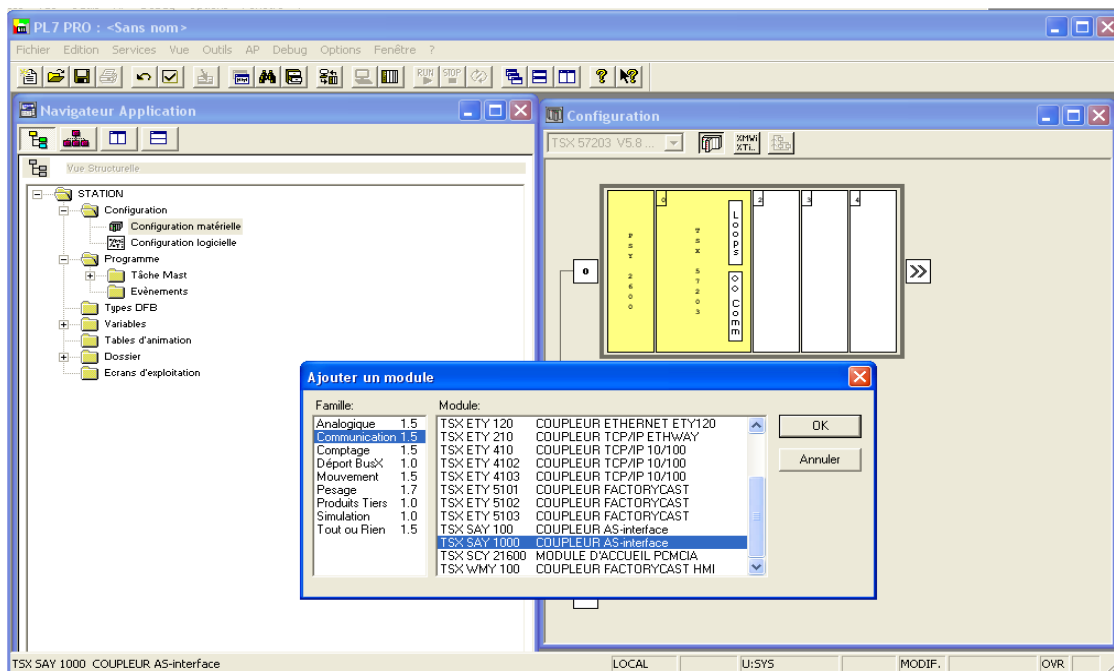 PL7 PRO : <Sans nom>
Fichier Edition Services Vue Outils AP Debug Options Fenêtre ?
RUN STOP
Navigateur Application
Vue Structurelle
STATION
Configuration
Configuration matérielle
Configuration logicielle
Programme
Tâche Mast
Evènements
Types DFB
Variables
Tables d'animation
Dossier
Ecrans d'exploitation
Configuration
TSX 57203 V5.8 ...
XMWi
XTi..
0 2 3 4
0
PSY 2600
TSX 57203
Loops
Comm
Ajouter un module
Famille:
Analogique 1.5
Communication 1.5
Comptage 1.5
Déport BusX 1.0
Mouvement 1.5
Pesage 1.7
Produits Tiers 1.0
Simulation 1.0
Tout ou Rien 1.5
Module:
TSX ETY 120 COUPLEUR ETHERNET ETY120
TSX ETY 210 COUPLEUR TCP/IP ETHWAY
TSX ETY 410 COUPLEUR TCP/IP 10/100
TSX ETY 4102 COUPLEUR TCP/IP 10/100
TSX ETY 4103 COUPLEUR TCP/IP 10/100
TSX ETY 5101 COUPLEUR FACTORYCAST
TSX ETY 5102 COUPLEUR FACTORYCAST
TSX ETY 5103 COUPLEUR FACTORYCAST
TSX SAY 100 COUPLEUR AS-interface
TSX SAY 1000 COUPLEUR AS-interface
TSX SCY 21600 MODULE D'ACCUEIL PCMCIA
TSX WMY 100 COUPLEUR FACTORYCAST HMI
OK
Annuler
TSX SAY 1000 COUPLEUR AS-interface
LOCAL
U:SYS
MODIF.
OVR